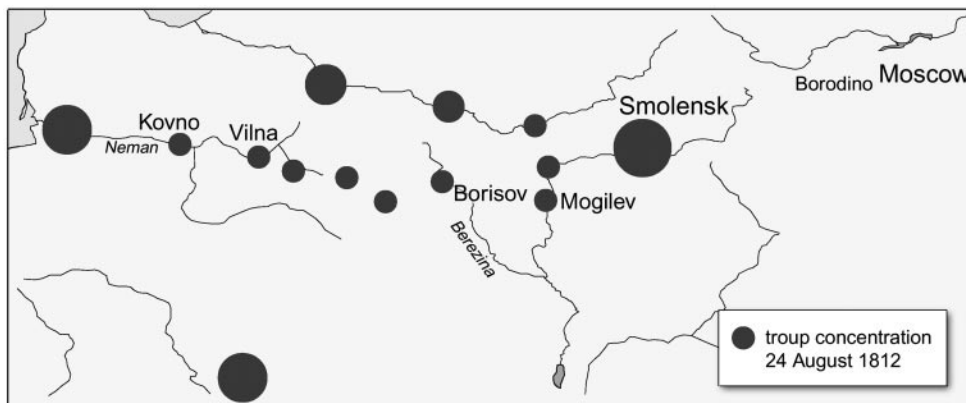 Moscow
Borodino
Smolensk
Kovno
Vilna
Neman
Borisov
Mogilev
Berezina
troup concentration
24 August 1812